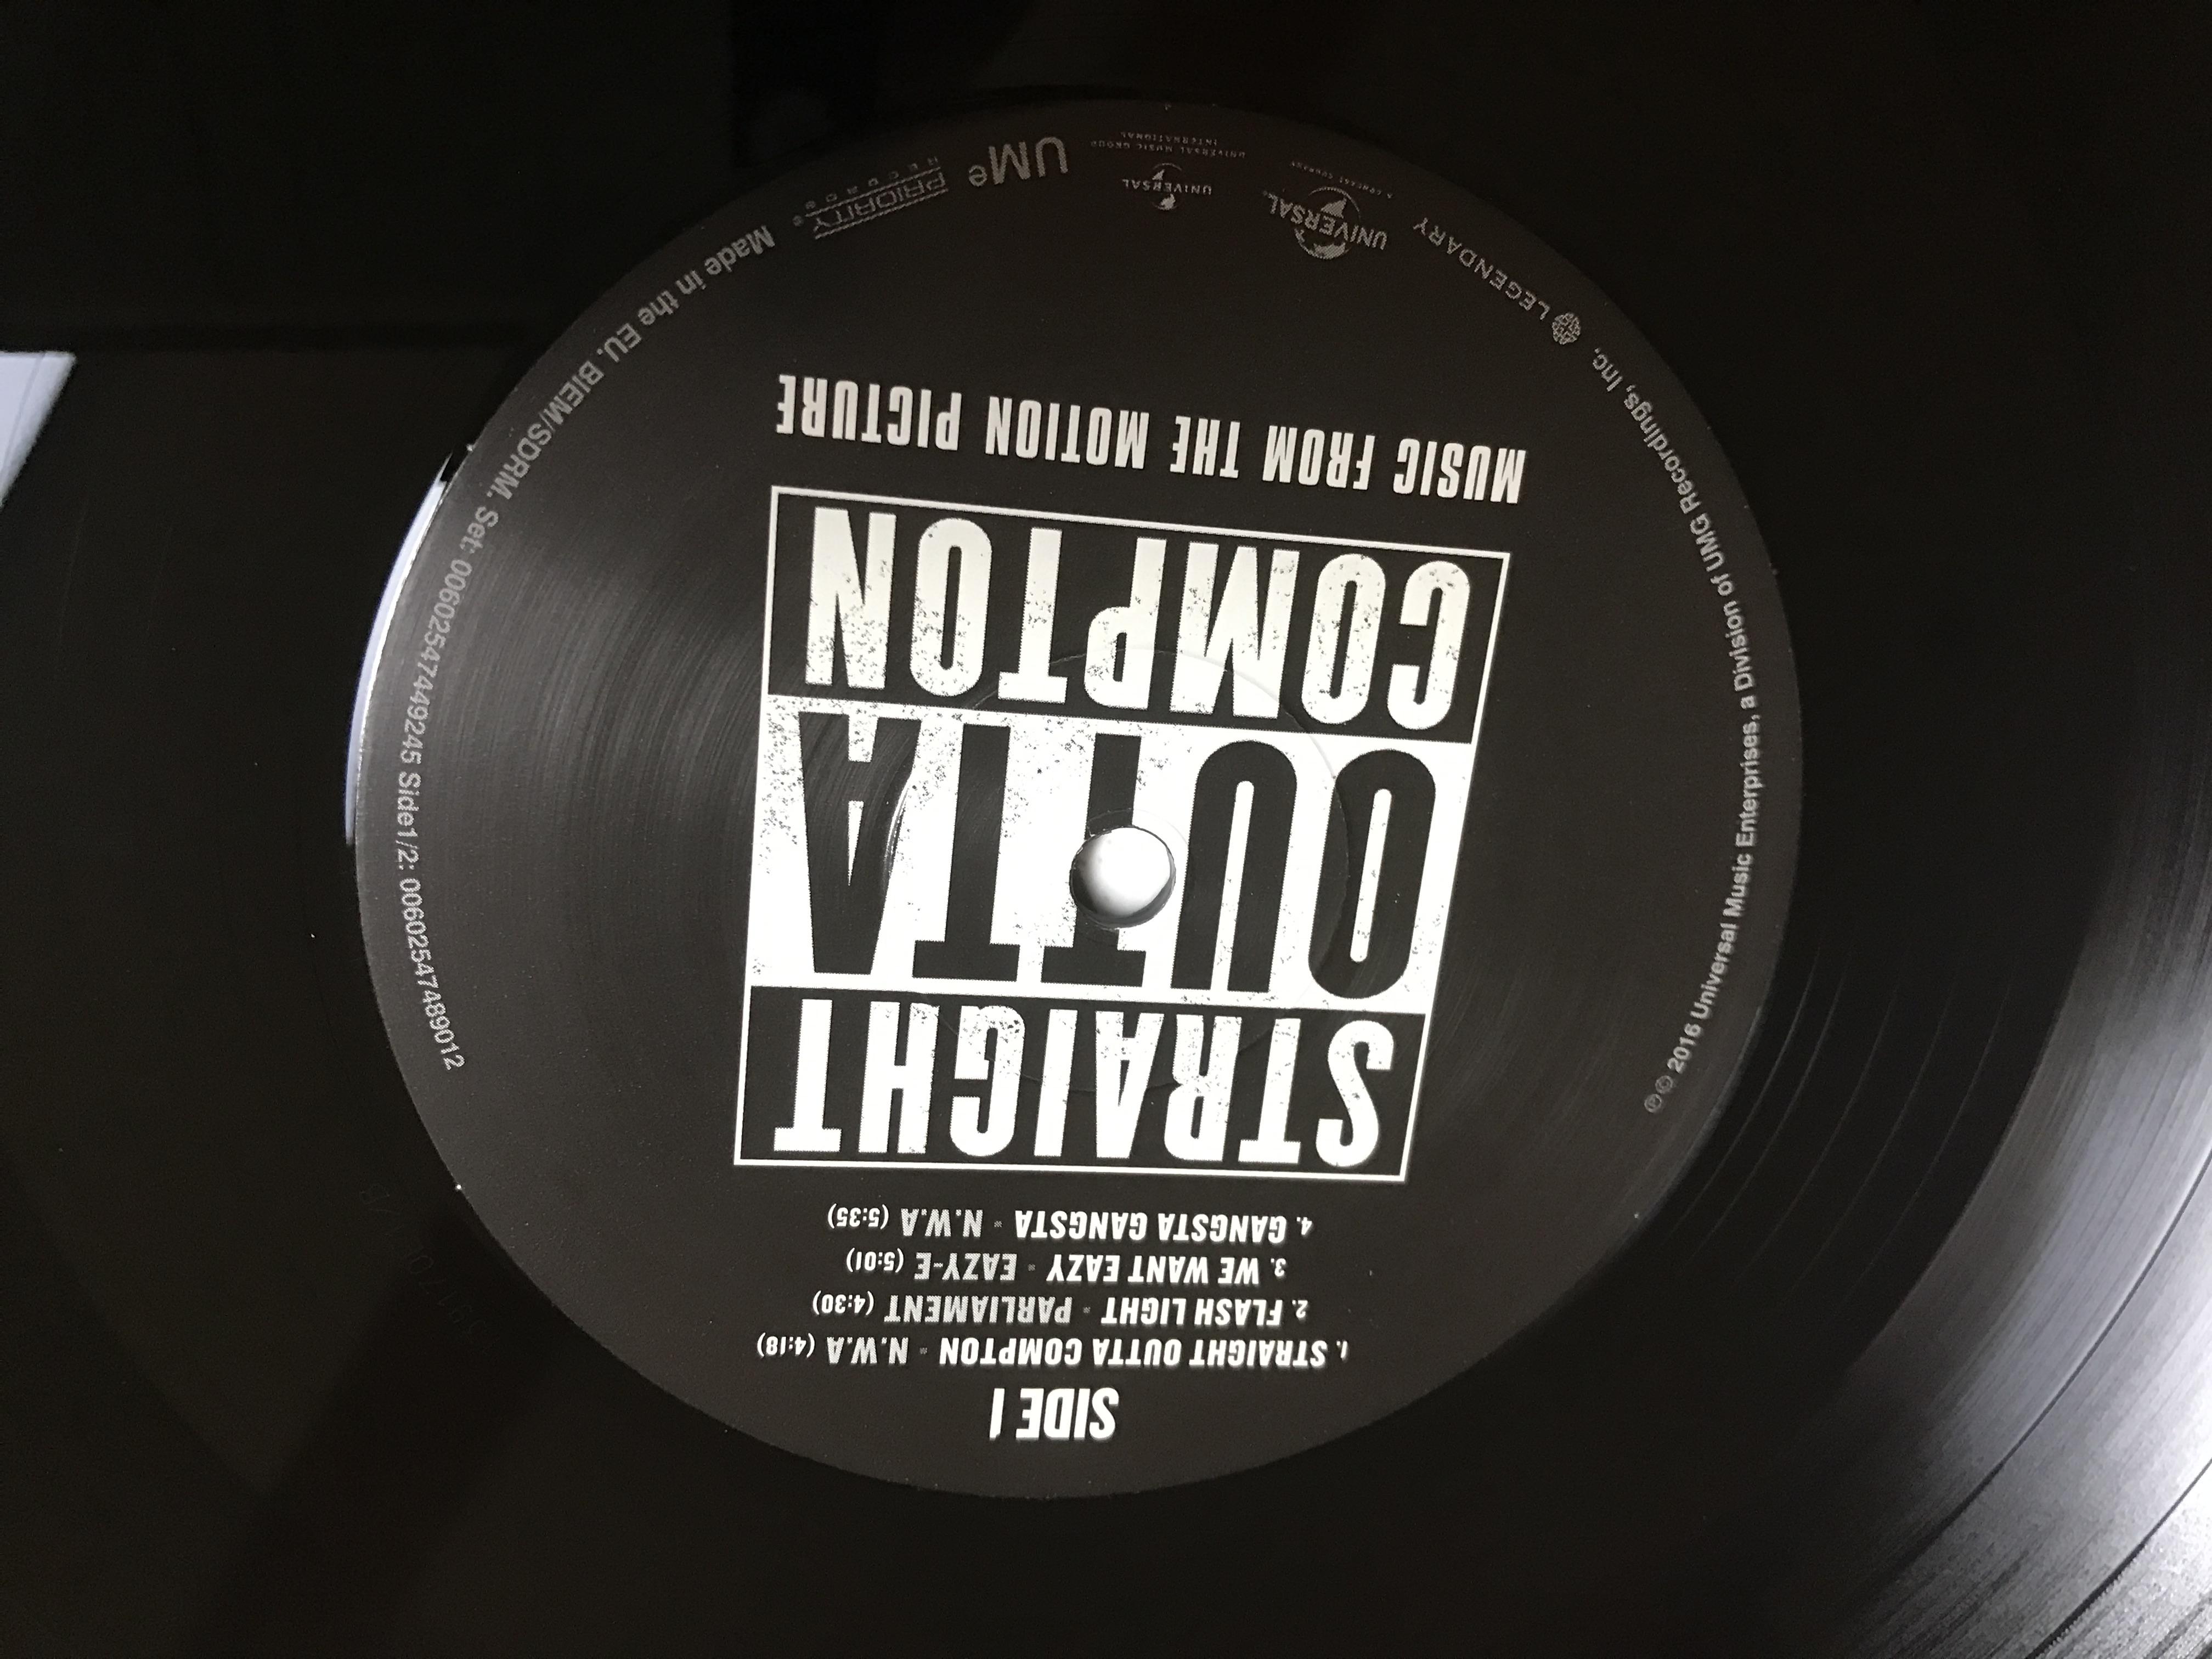 SIDE 1
1. STRAIGHT OUTTA COMPTON - N.W.A (4:18)
2. FLASH LIGHT - PARLIAMENT (4:30)
3. WE WANT EAZY - EAZY-E (5:01)
4. GANGSTA GANGSTA - N.W.A (5:35)
STRAIGHT
OUTTA
COMPTON
MUSIC FROM THE MOTION PICTURE
℗© 2016 Universal Music Enterprises, a Division of UMG Recordings, Inc.
LEGENDARY
UNIVERSAL
A COMCAST COMPANY
UNIVERSAL
UNIVERSAL MUSIC GROUP
INTERNATIONAL
UMe
PRIORITY
RECORDS
Made in the EU. BIEM/SDRM. Set: 00602547449245 Side1/2: 00602547489012